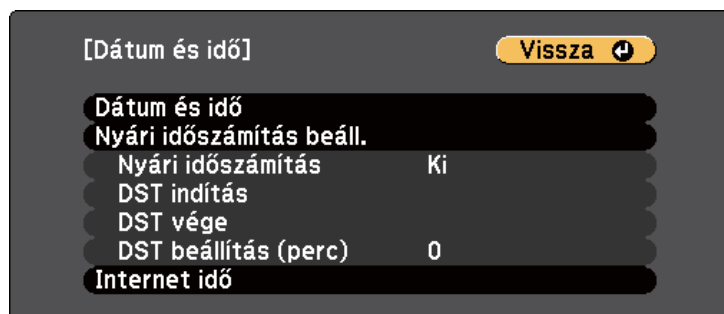 [Dátum és idő] Vissza
Dátum és idő
Nyári időszámítás beáll.
Nyári időszámítás Ki
DST indítás
DST vége
DST beállítás (perc) 0
Internet idő